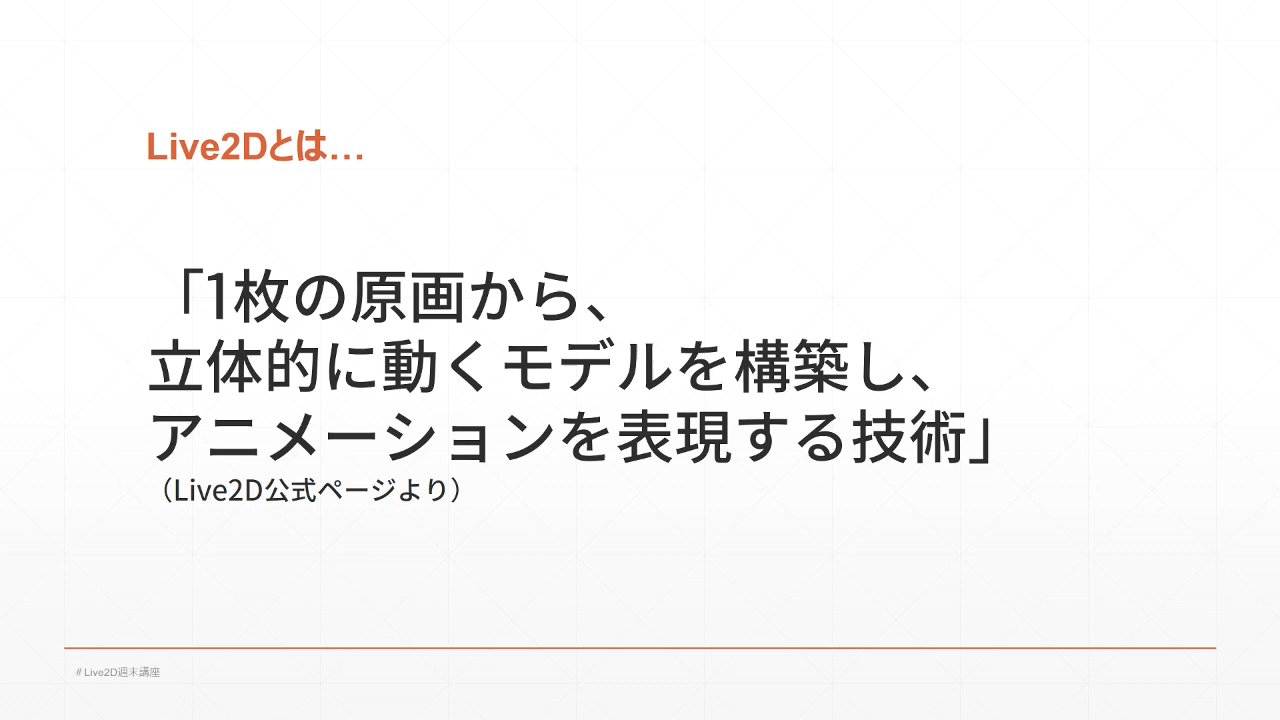 Live2Dとは…
「1枚の原画から、
立体的に動くモデルを構築し、
アニメーションを表現する技術」
（Live2D公式ページより）
# Live2D週末講座